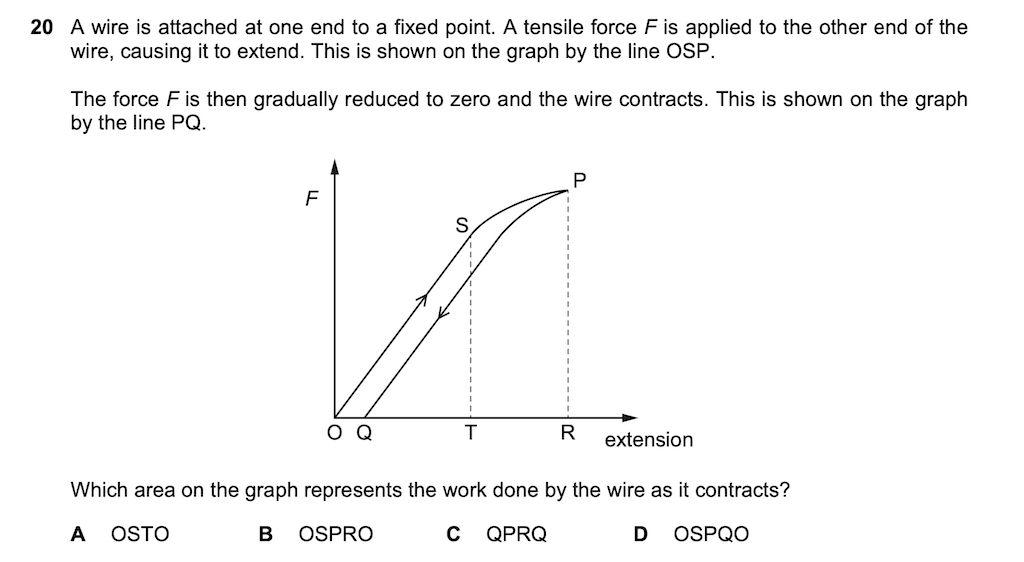 20 A wire is attached at one end to a fixed point. A tensile force F is applied to the other end of the
wire, causing it to extend. This is shown on the graph by the line OSP.
The force F is then gradually reduced to zero and the wire contracts. This is shown on the graph
by the line PQ.
P
F
S
O Q T R extension
Which area on the graph represents the work done by the wire as it contracts?
A OSTO B OSPRO C QPRQ D OSPQO